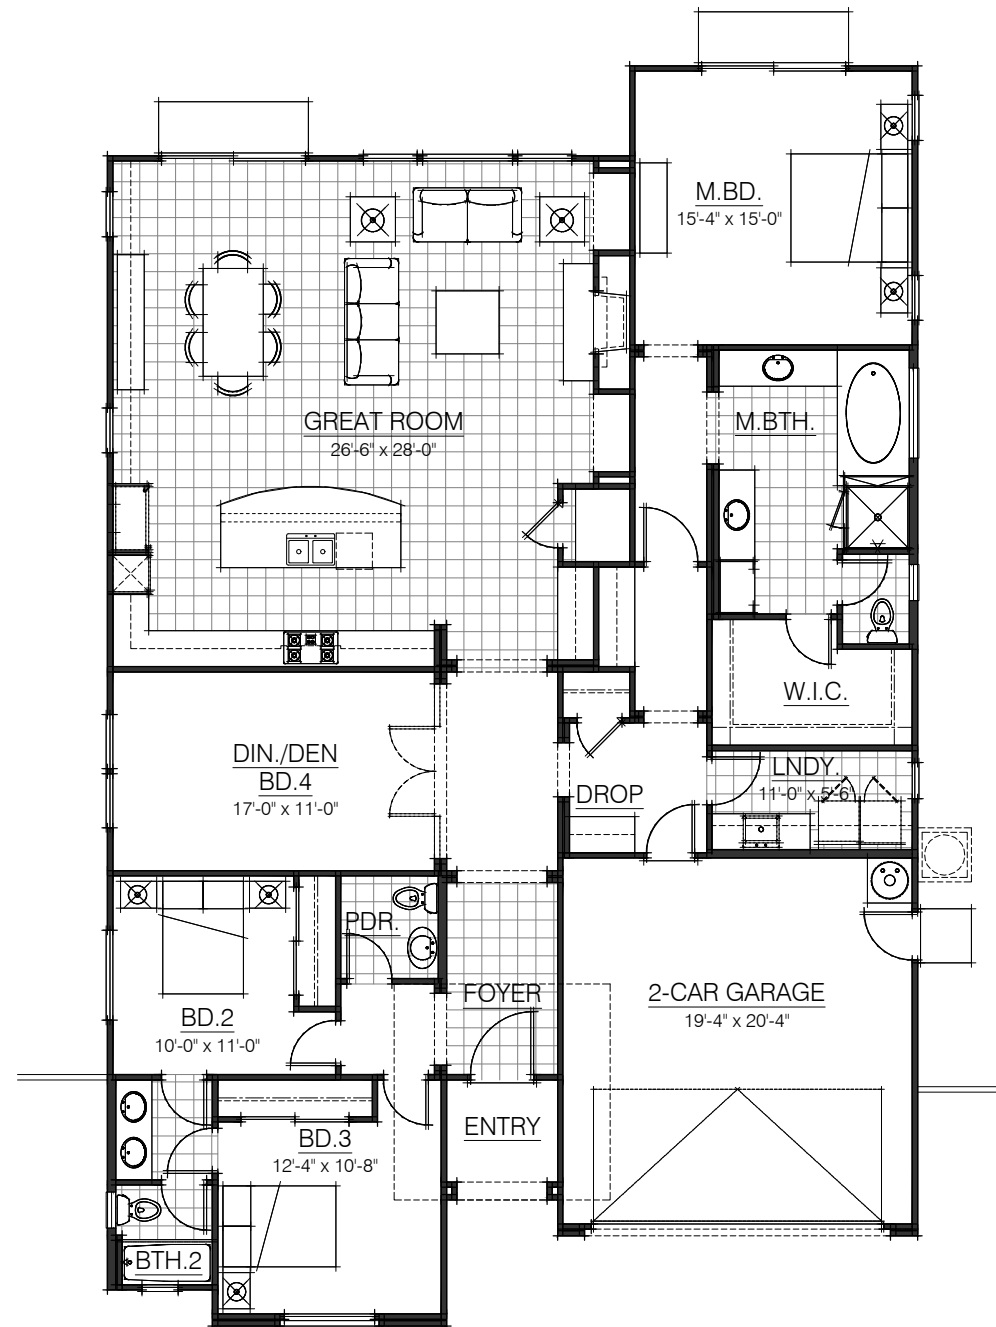 M.BD.
15'-4" x 15'-0"
GREAT ROOM
26'-6" x 28'-0"
M.BTH.
W.I.C.
DIN./DEN
BD.4
17'-0" x 11'-0"
DROP
LNDY.
11'-0" x 5'-6"
PDR.
FOYER
2-CAR GARAGE
19'-4" x 20'-4"
BD.2
10'-0" x 11'-0"
ENTRY
BD.3
12'-4" x 10'-8"
BTH.2